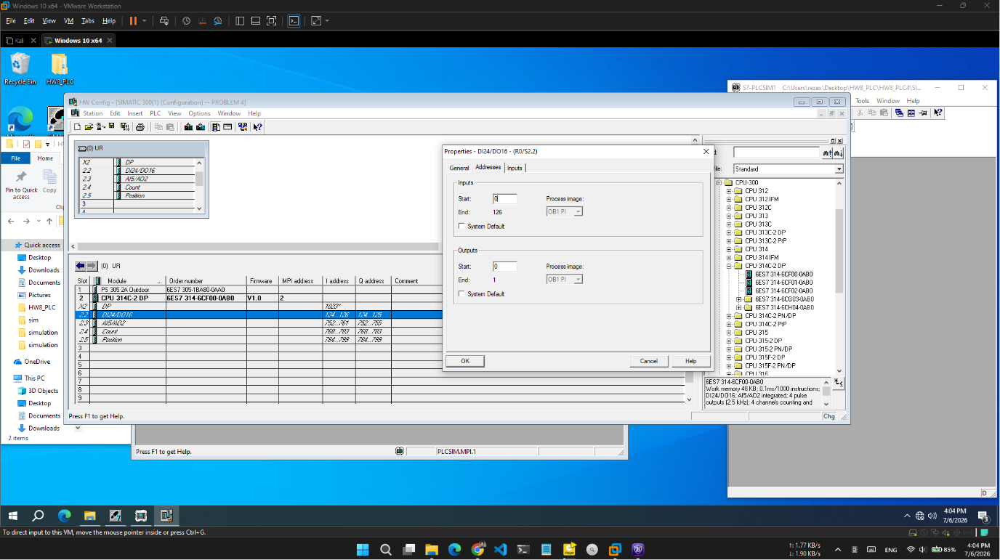 Windows 10 x64 - VMware Workstation
File Edit View VM Tabs Help
Kali
Windows 10 x64
Recycle Bin
HW8_PLC
S7-PLCSIM1 C:\Users\rezax\Desktop\HW8_PLC\HW8_PLC4\SI...
Tools Window Help
HW Config - [SIMATIC 300(1) (Configuration) -- PROBLEM 4]
Station Edit Insert PLC View Options Window Help
(0) UR
X2 DP
2.2 DI24/DO16
2.3 AI5/AO2
2.4 Count
2.5 Position
3
File Home
Pin to Quick access
Copy
Quick access
Desktop
Downloads
Documents
Pictures
HW8_PLC
sim
simulation
simulation
OneDrive
This PC
3D Objects
Desktop
Documents
Downloads
2 items
Properties - DI24/DO16 - (R0/S2.2)
General Addresses Inputs
Inputs
Start: 0 Process image:
End: 126 OB1 PI
System Default
Outputs
Start: 0 Process image:
End: 1 OB1 PI
System Default
OK Cancel Help
Standard
CPU-300
CPU 312
CPU 312 IFM
CPU 312C
CPU 313
CPU 313C
CPU 313C-2 DP
CPU 313C-2 PtP
CPU 314
CPU 314 IFM
CPU 314C-2 DP
6ES7 314-6CF00-0AB0
6ES7 314-6CF01-0AB0
6ES7 314-6CF02-0AB0
6ES7 314-6CG03-0AB0
6ES7 314-6CH04-0AB0
CPU 314C-2 PN/DP
CPU 314C-2 PtP
CPU 315
CPU 315-2 DP
CPU 315-2 PN/DP
CPU 315F-2 DP
CPU 315F-2 PN/DP
CPU 316
6ES7 314-6CF00-0AB0
Work memory 48 KB; 0.1ms/1000 instructions;
DI24/DO16; AI5/AO2 integrated; 4 pulse
outputs (2.5 kHz); 4 channels counting and
(0) UR
Slot Module ... Order number Firmware MPI address I address Q address Comment
1 PS 305 2A Outdoor 6ES7 305-1BA80-0AA0
2 CPU 314C-2 DP 6ES7 314-6CF00-0AB0 V1.0 2
X2 DP 1023*
2.2 DI24/DO16 124...126 124...125
2.3 AI5/AO2 752...761 752...755
2.4 Count 768...783 768...783
2.5 Position 784...799 784...799
3
4
5
6
7
8
9
Press F1 to get Help.
Chg
Press F1 to get Help.
PLCSIM.MPI.1
D
4:04 PM
7/6/2026
3
To direct input to this VM, move the mouse pointer inside or press Ctrl+G.
↑: 1.77 KB/s
↓: 1.90 KB/s
ENG
85%
4:04 PM
7/6/2026